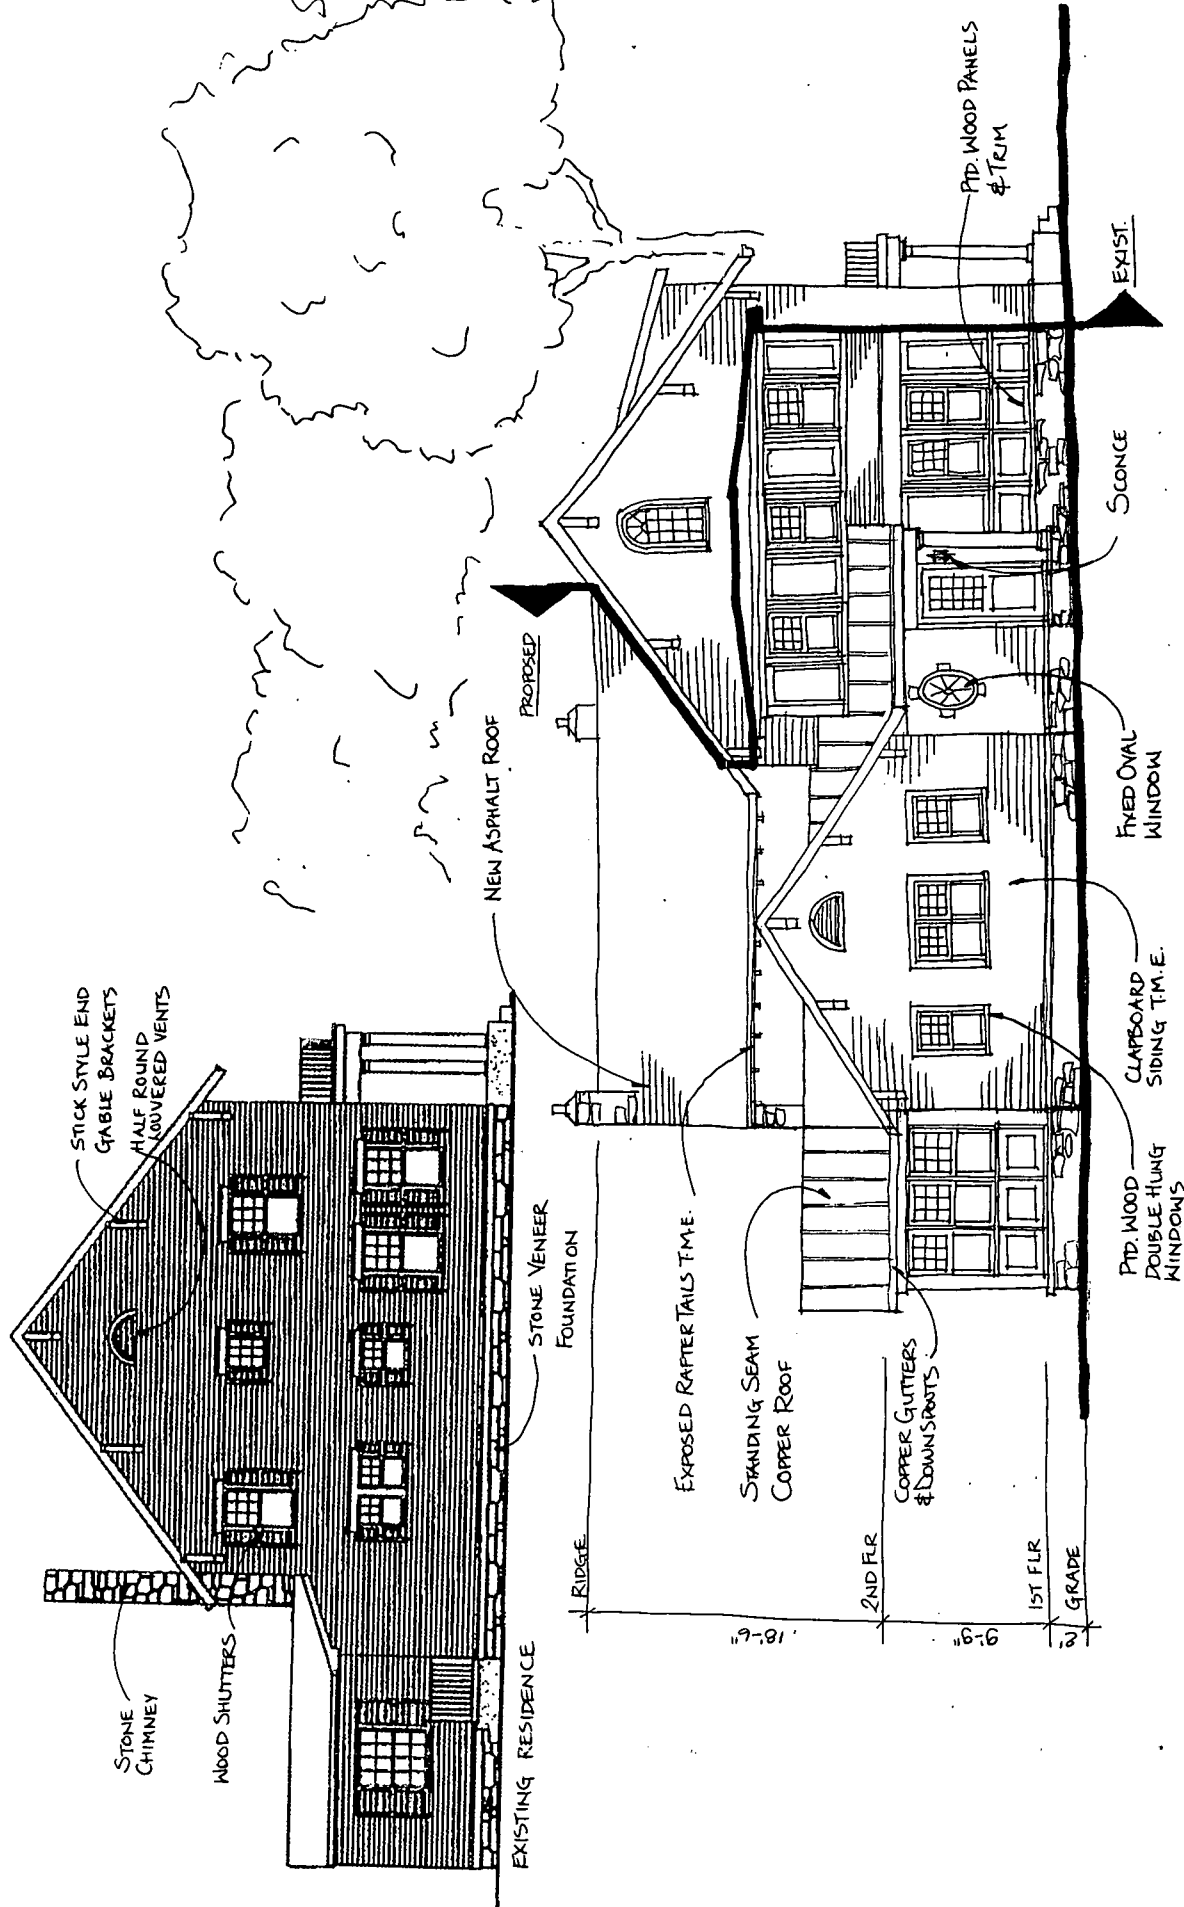 STONE
CHIMNEY
WOOD SHUTTERS
STICK STYLE END
GABLE BRACKETS
HALF ROUND
LOUVERED VENTS
EXISTING RESIDENCE
STONE VENEER
FOUNDATION
NEW ASPHALT ROOF
PROPOSED
EXPOSED RAFTER TAILS T.M.E.
STANDING SEAM
COPPER ROOF
COPPER GUTTERS
& DOWNSPOUTS
RIDGE
18'-6"
2ND FLR
9'-9"
1ST FLR
2'
GRADE
PTD. WOOD
DOUBLE HUNG
WINDOWS
CLAPBOARD
SIDING T.M.E.
FIXED OVAL
WINDOW
SCONCE
EXIST.
PTD. WOOD PANELS
& TRIM